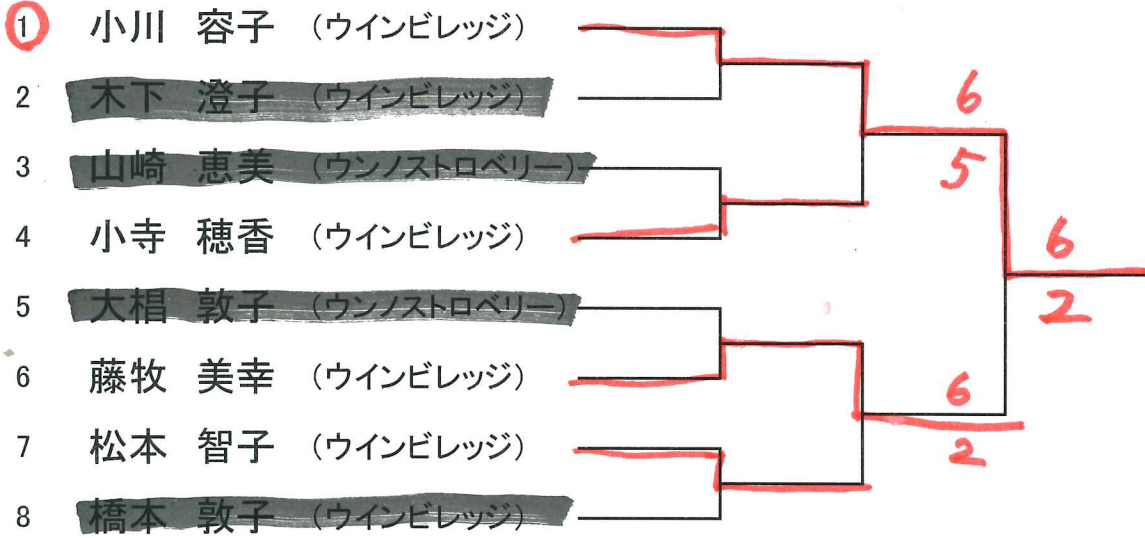 1 小川 容子 (ウインビレッジ)
2 木下 澄子 (ウインビレッジ)
3 山崎 恵美 (ウンノストロベリー)
4 小寺 穂香 (ウインビレッジ)
5 大椙 敦子 (ウンノストロベリー)
6 藤牧 美幸 (ウインビレッジ)
7 松本 智子 (ウインビレッジ)
8 橋本 敦子 (ウインビレッジ)
6
5
6
2
6
2